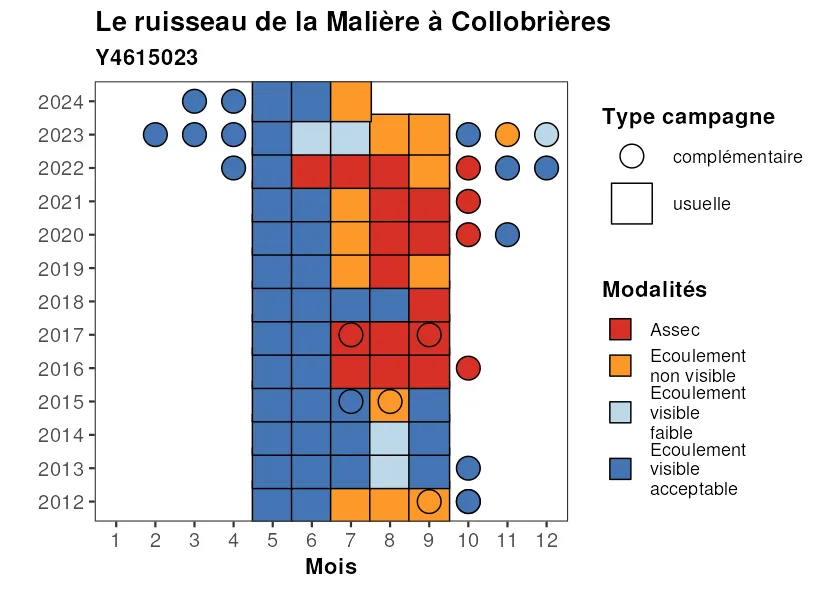 Le ruisseau de la Malière à Collobrières
Y4615023
2024
2023
2022
2021
2020
2019
2018
2017
2016
2015
2014
2013
2012
1 2 3 4 5 6 7 8 9 10 11 12
Mois
Type campagne
complémentaire
usuelle
Modalités
Assec
Ecoulement
non visible
Ecoulement
visible
faible
Ecoulement
visible
acceptable